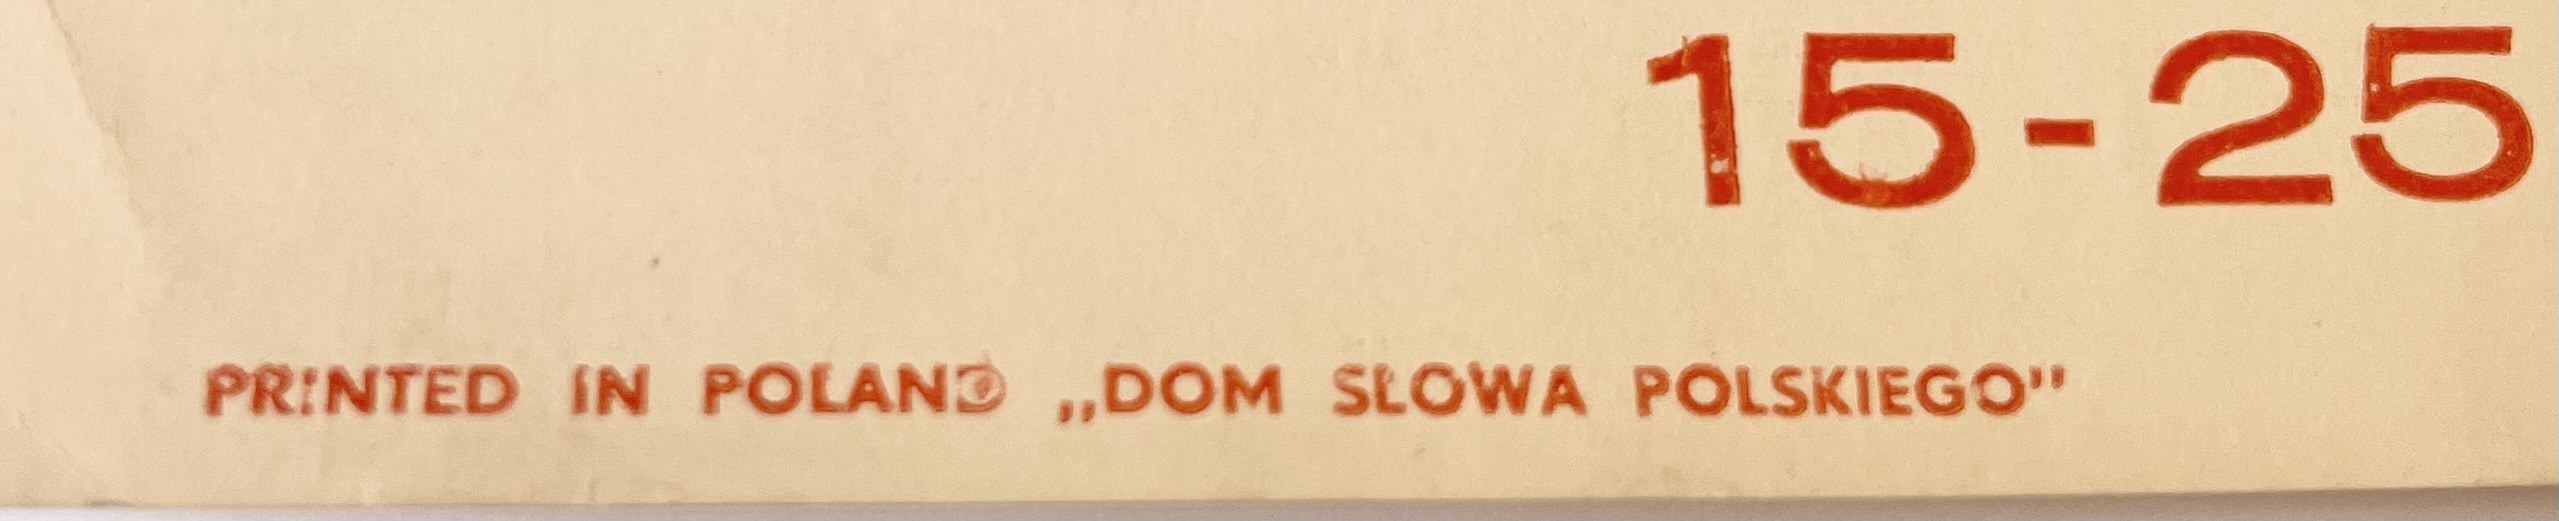 15-25
PRINTED IN POLAND „DOM SŁOWA POLSKIEGO”